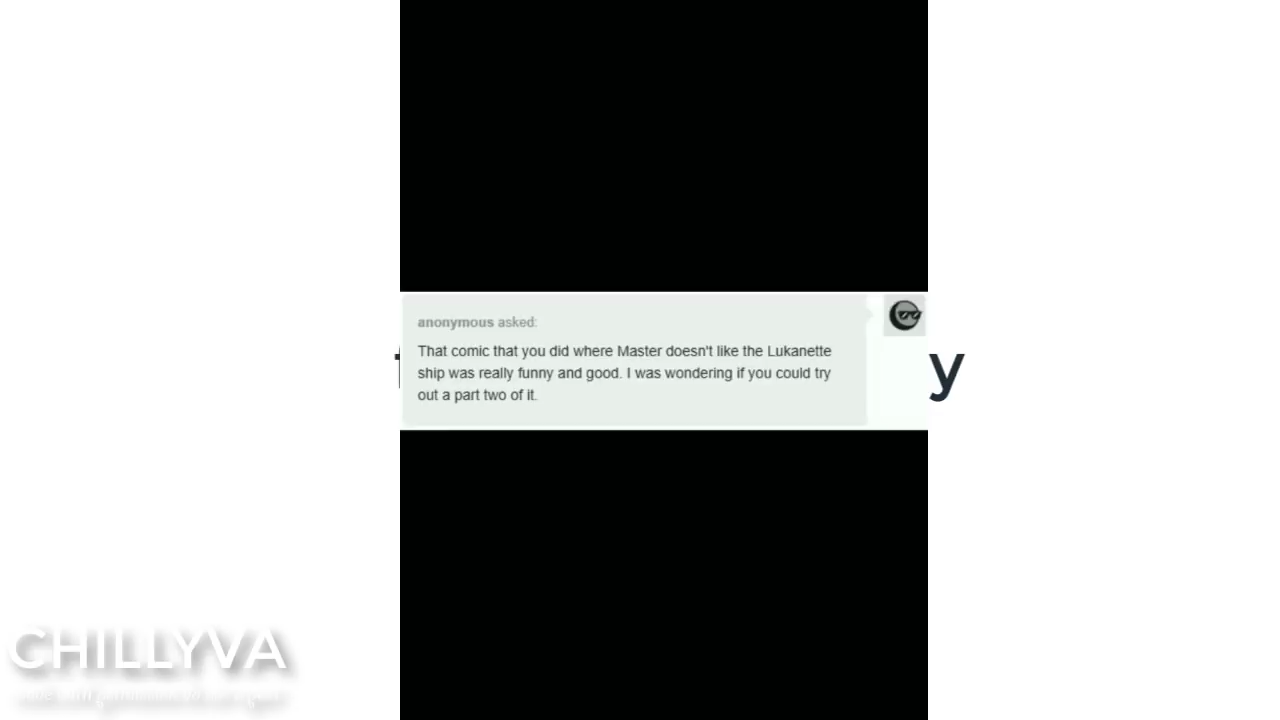 anonymous asked:
That comic that you did where Master doesn't like the Lukanette
ship was really funny and good. I was wondering if you could try
out a part two of it.
y
CHILLYVA